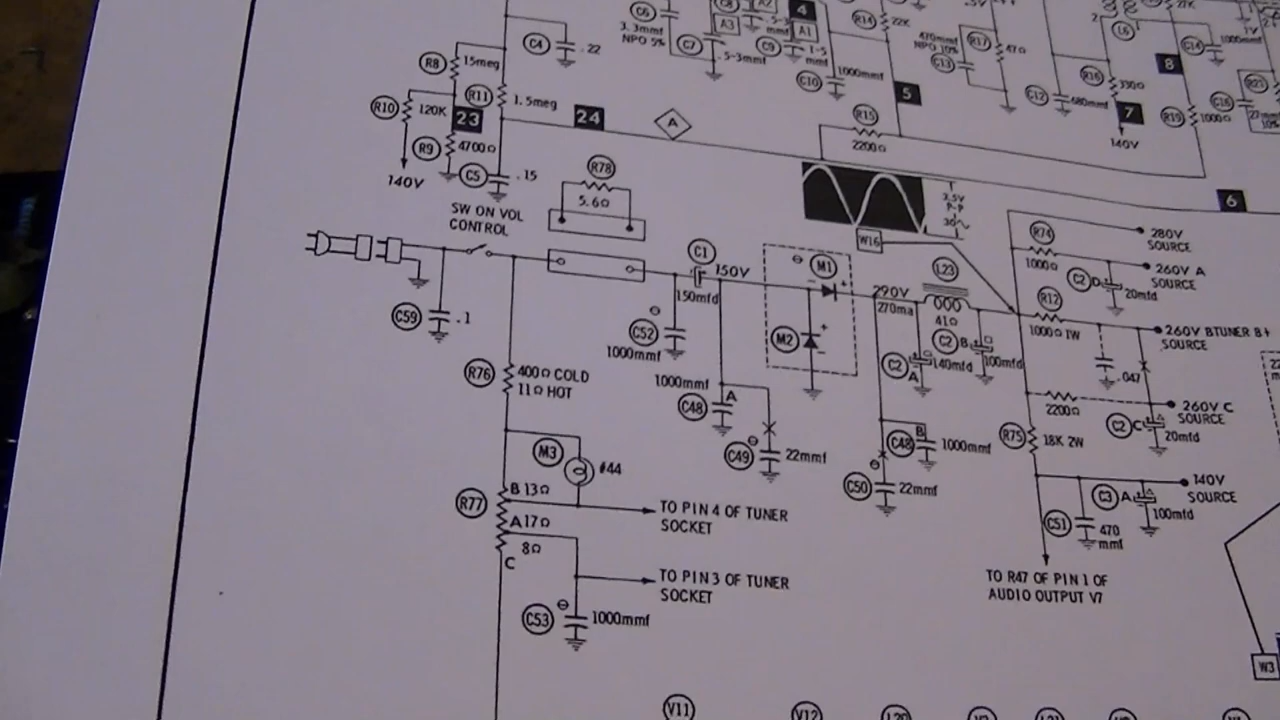 C6
3.3mmf
NPO 5%
A3
C7
.5-3mmf
A2
4
A1
C9
1-5
mmf
C10
1000mmf
R14
22K
5
R17
47Ω
470mmf
NPO 10%
C13
C12
680mmf
R16
330Ω
7
140V
L6
8
C14
1000mmf
R19
1000Ω
C4
.22
R8
15meg
R11
1.5meg
R10
120K
23
R9
4700Ω
C5
.15
140V
24
A
R15
2200Ω
6
R78
5.6Ω
SW ON VOL
CONTROL
C59
.1
C1
150V
150mfd
C52
1000mmf
M1
M2
W16
3.5V
P-P
290V
270ma
L23
41Ω
C2
A
140mfd
C2
B
100mfd
R74
1000Ω
C2
D
20mfd
280V
SOURCE
260V A
SOURCE
R12
1000Ω 1W
260V BTUNER B+
SOURCE
.047
2200Ω
260V C
SOURCE
C2
C
20mfd
R75
18K 2W
140V
SOURCE
C3
A
100mfd
C51
470
mmf
TO R47 OF PIN 1 OF
AUDIO OUTPUT V7
R76
400Ω COLD
11Ω HOT
1000mmf
C48
A
C49
22mmf
C48
B
1000mmf
C50
22mmf
M3
#44
R77
B 13Ω
A 17Ω
8Ω
C
TO PIN 4 OF TUNER
SOCKET
TO PIN 3 OF TUNER
SOCKET
C53
1000mmf
W3
V11
V12
L20